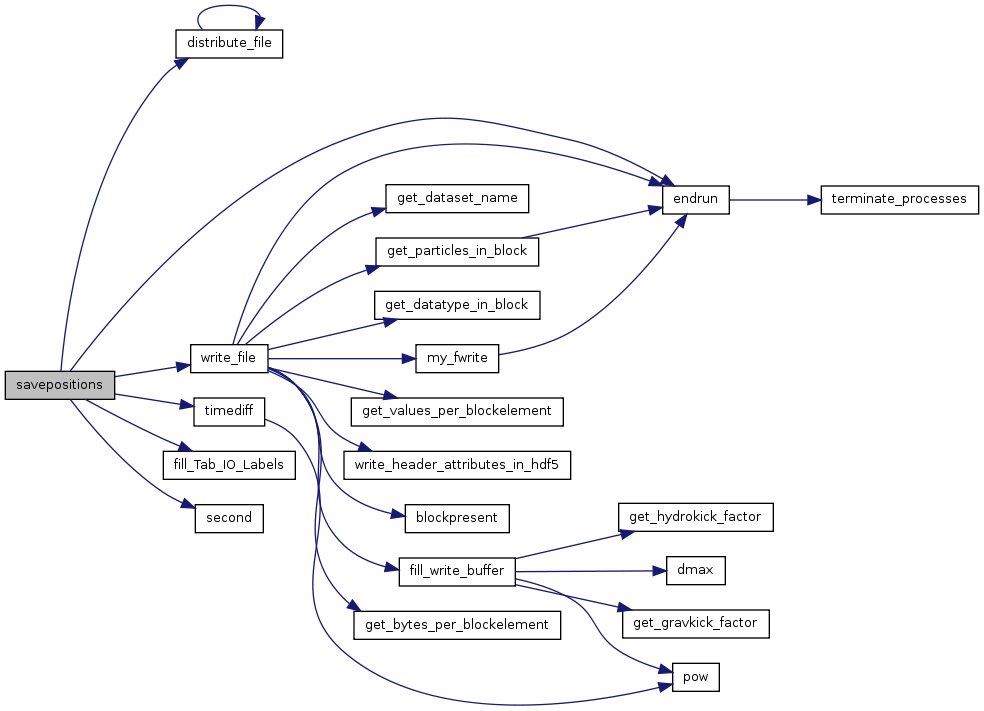 distribute_file
get_dataset_name
endrun
terminate_processes
get_particles_in_block
get_datatype_in_block
write_file
my_fwrite
savepositions
timediff
get_values_per_blockelement
fill_Tab_IO_Labels
write_header_attributes_in_hdf5
second
blockpresent
get_hydrokick_factor
fill_write_buffer
dmax
get_bytes_per_blockelement
get_gravkick_factor
pow